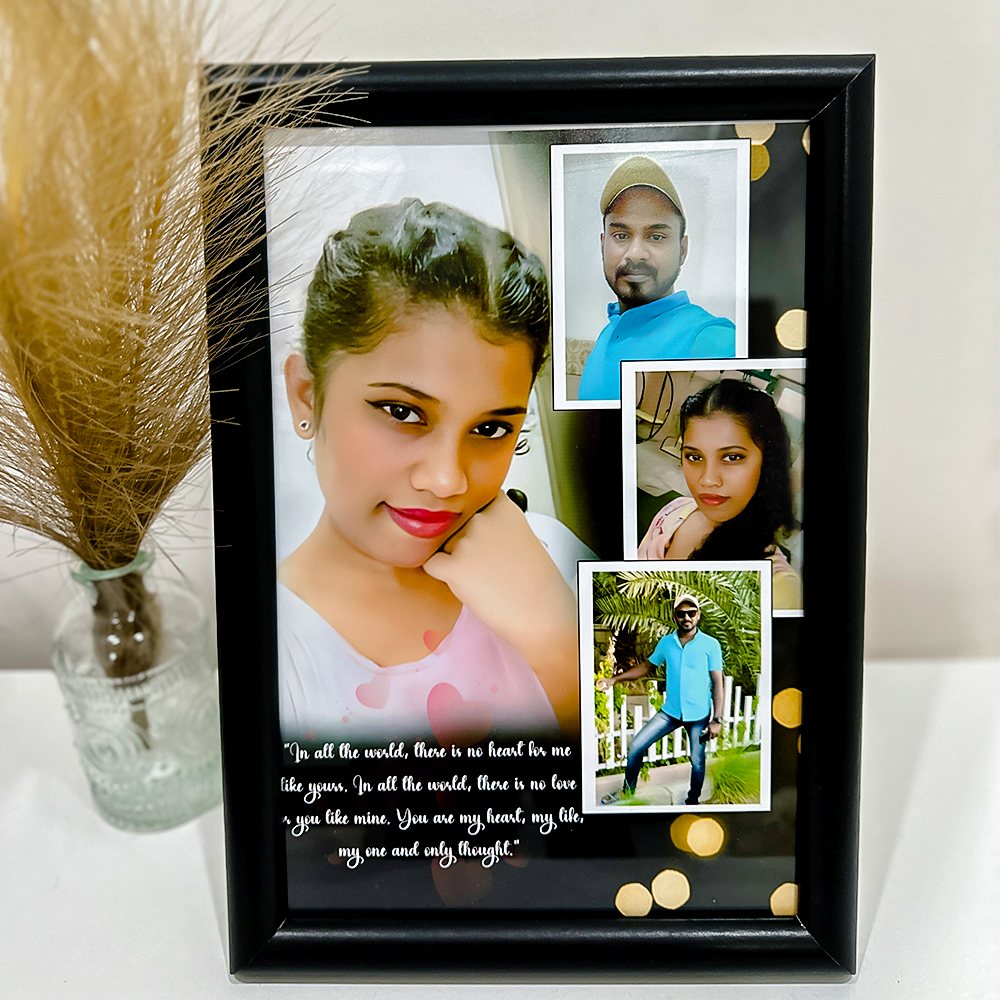 "In all the world, there is no heart for me
like yours. In all the world, there is no love
you like mine. You are my heart, my life,
my one and only thought."